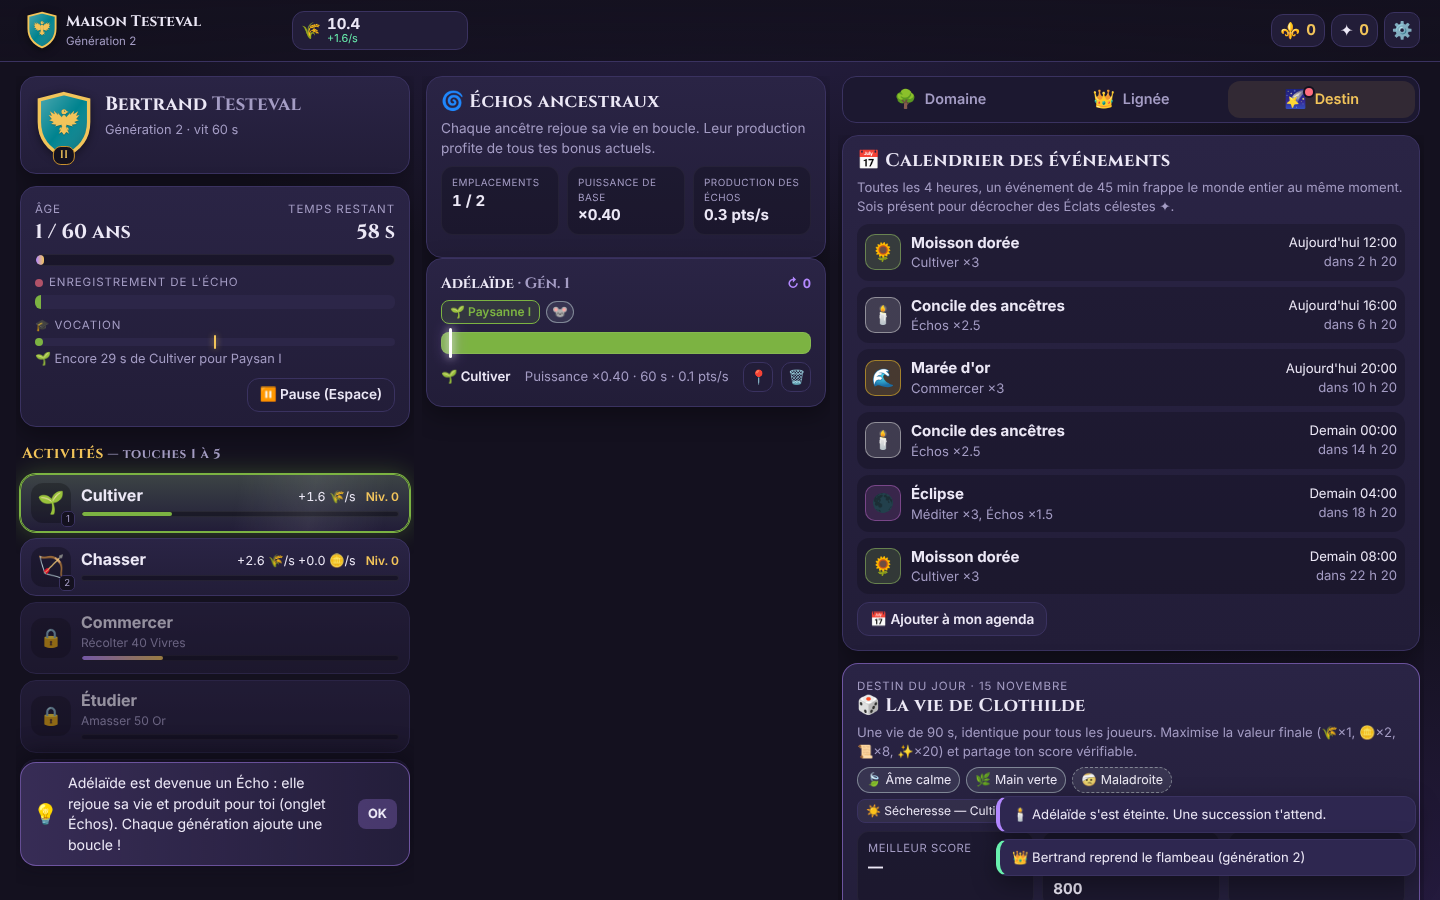 Maison Testeval
Génération 2
10.4
+1.6/s
0
0
Bertrand Testeval
Génération 2 · vit 60 s
II
ÂGE
TEMPS RESTANT
1 / 60 ans
58 s
ENREGISTREMENT DE L'ÉCHO
VOCATION
Encore 29 s de Cultiver pour Paysan I
Pause (Espace)
Activités — touches 1 à 5
Cultiver
+1.6 /s
Niv. 0
1
Chasser
+2.6 /s +0.0 /s
Niv. 0
2
Commercer
Récolter 40 Vivres
Étudier
Amasser 50 Or
Adélaïde est devenue un Écho : elle
rejoue sa vie et produit pour toi (onglet
Échos). Chaque génération ajoute une
boucle !
OK
Échos ancestraux
Chaque ancêtre rejoue sa vie en boucle. Leur production
profite de tous tes bonus actuels.
EMPLACEMENTS
1 / 2
PUISSANCE DE
BASE
×0.40
PRODUCTION DES
ÉCHOS
0.3 pts/s
Adélaïde · Gén. 1
↻ 0
Paysanne I
Cultiver
Puissance ×0.40 · 60 s · 0.1 pts/s
Domaine
Lignée
Destin
Calendrier des événements
Toutes les 4 heures, un événement de 45 min frappe le monde entier au même moment.
Sois présent pour décrocher des Éclats célestes ✦.
Moisson dorée
Cultiver ×3
Aujourd'hui 12:00
dans 2 h 20
Concile des ancêtres
Échos ×2.5
Aujourd'hui 16:00
dans 6 h 20
Marée d'or
Commercer ×3
Aujourd'hui 20:00
dans 10 h 20
Concile des ancêtres
Échos ×2.5
Demain 00:00
dans 14 h 20
Éclipse
Méditer ×3, Échos ×1.5
Demain 04:00
dans 18 h 20
Moisson dorée
Cultiver ×3
Demain 08:00
dans 22 h 20
Ajouter à mon agenda
DESTIN DU JOUR · 15 NOVEMBRE
La vie de Clothilde
Une vie de 90 s, identique pour tous les joueurs. Maximise la valeur finale (×1, ×2,
×8, ×20) et partage ton score vérifiable.
Âme calme
Main verte
Maladroite
Sécheresse — Culti
Adélaïde s'est éteinte. Une succession t'attend.
Bertrand reprend le flambeau (génération 2)
MEILLEUR SCORE
—
800